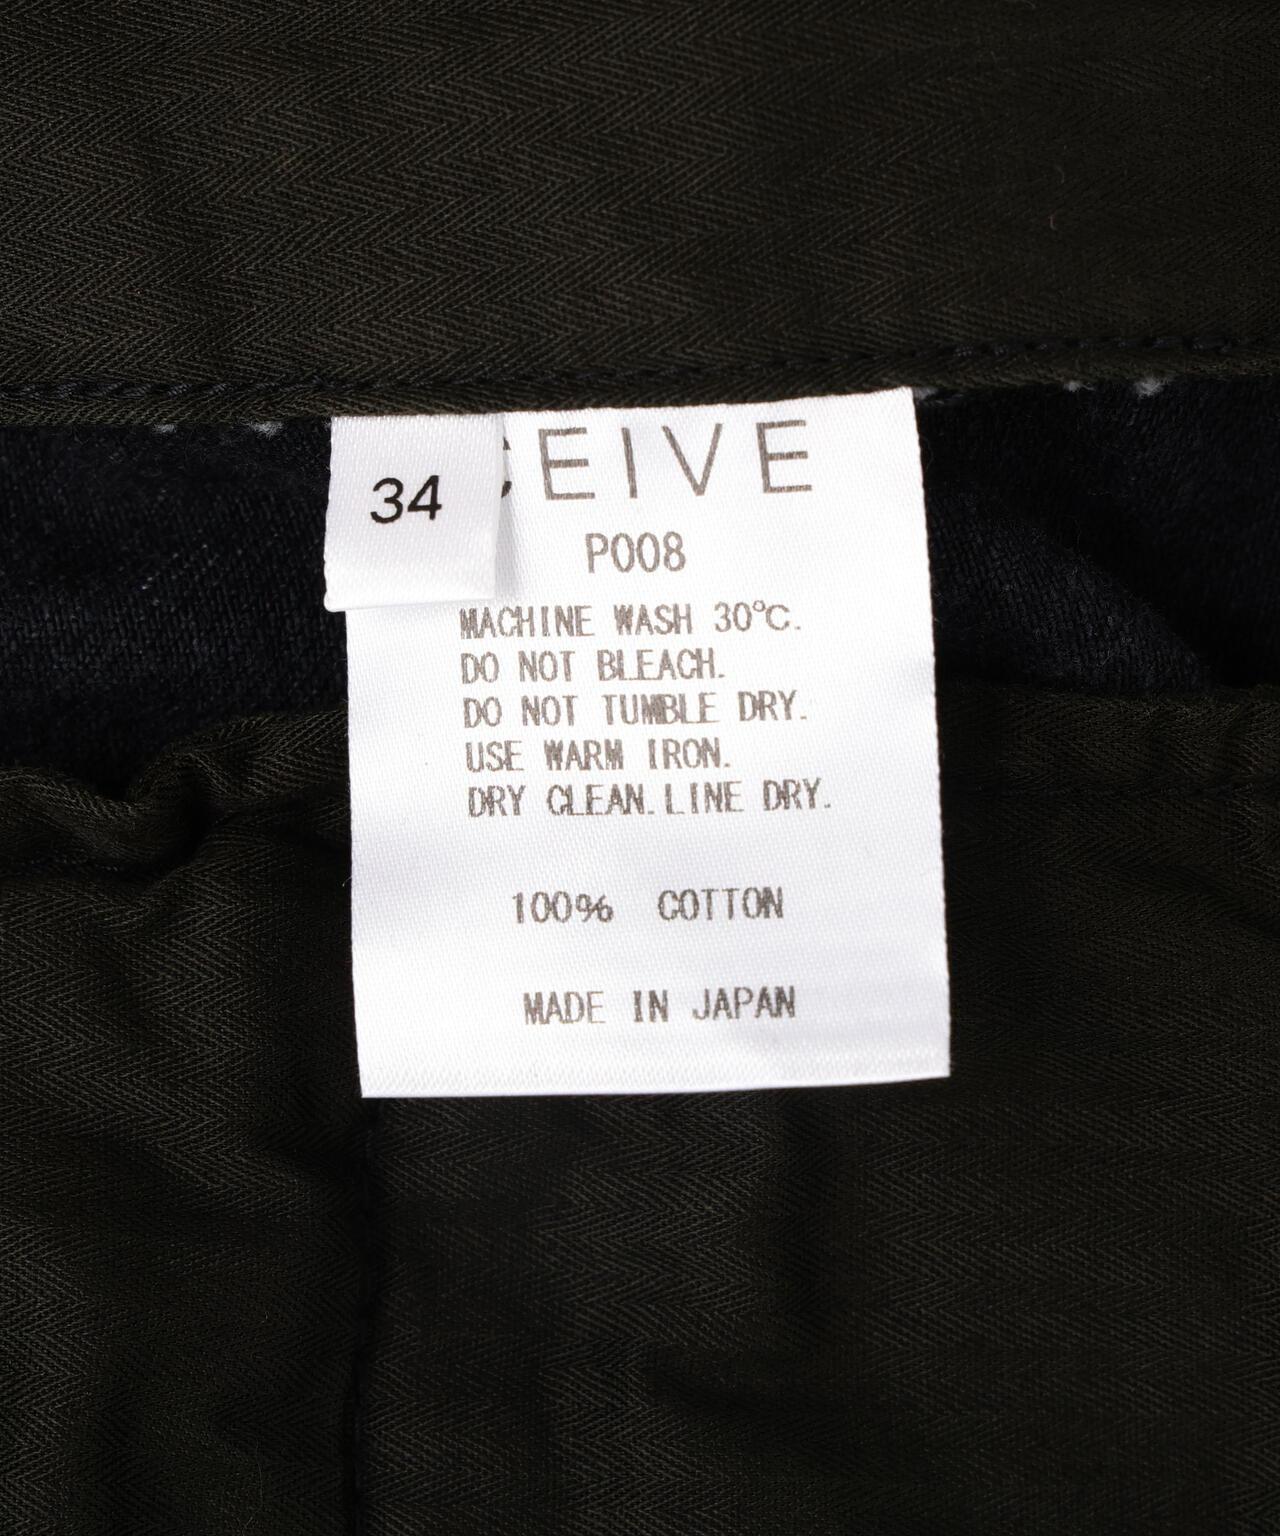 34
CEIVE
P008
MACHINE WASH 30℃.
DO NOT BLEACH.
DO NOT TUMBLE DRY.
USE WARM IRON.
DRY CLEAN. LINE DRY.
100% COTTON
MADE IN JAPAN